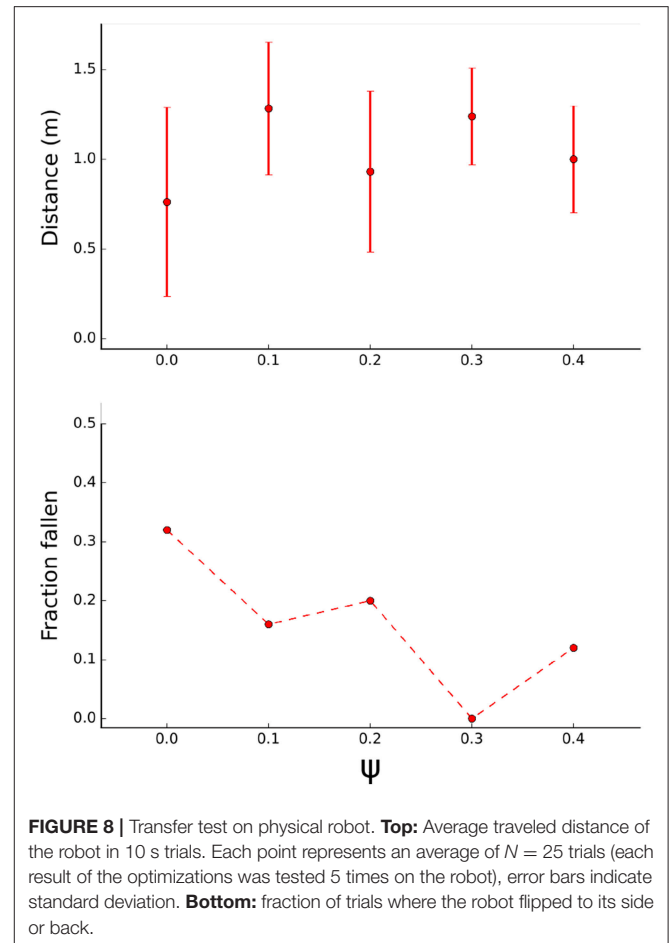 1.5
1.0
0.5
0.0
Distance (m)
0.0 0.1 0.2 0.3 0.4
0.5
0.4
0.3
0.2
0.1
0.0
Fraction fallen
0.0 0.1 0.2 0.3 0.4
Ψ
FIGURE 8 | Transfer test on physical robot. Top: Average traveled distance of
the robot in 10 s trials. Each point represents an average of N = 25 trials (each
result of the optimizations was tested 5 times on the robot), error bars indicate
standard deviation. Bottom: fraction of trials where the robot flipped to its side
or back.